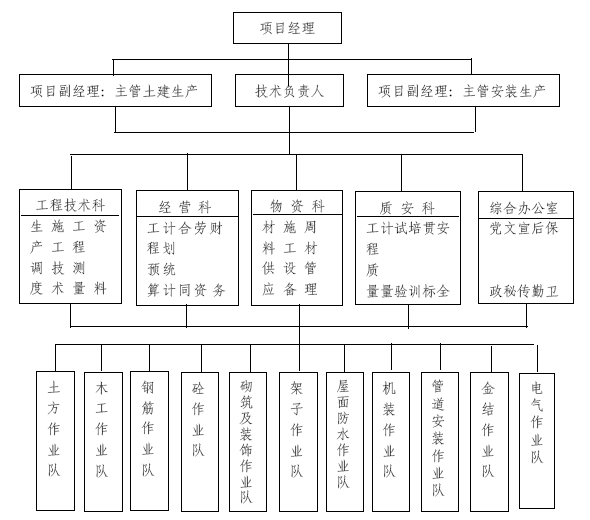 项目经理
项目副经理：主管土建生产
技术负责人
项目副经理：主管安装生产
工程技术科
生 施 工 资
产 工 程
调 技 测
度 术 量 料
经 营 科
工计合劳财
程划
预统
算计同资务
物 资 科
材 施 周
料 工 材
供 设 管
应 备 理
质 安 科
工计试培贯安
程
质
量量验训标全
综合办公室
党文宣后保
政秘传勤卫
土方作业队
木工作业队
钢筋作业队
砼作业队
砌筑及装饰作业队
架子作业队
屋面防水作业队
机装作业队
管道安装作业队
金结作业队
电气作业队